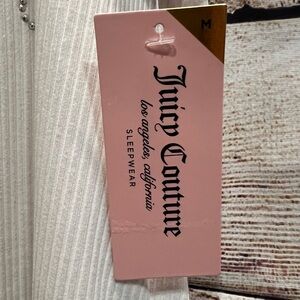 M
Juicy Couture
los angeles, california
SLEEPWEAR